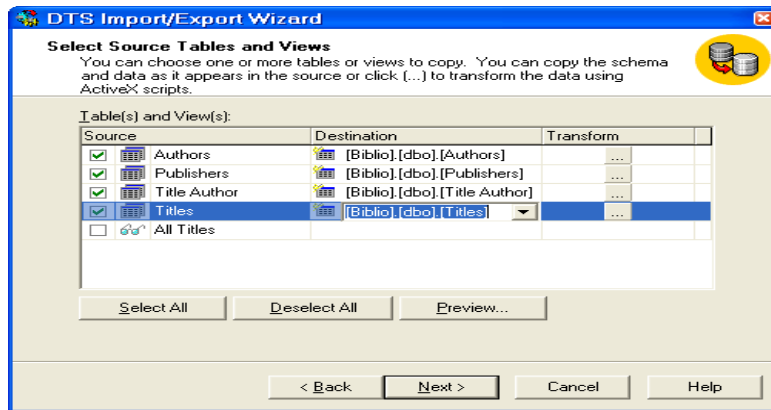 DTS Import/Export Wizard
Select Source Tables and Views
You can choose one or more tables or views to copy. You can copy the schema
and data as it appears in the source or click (...) to transform the data using
ActiveX scripts.
Table(s) and View(s):
Source Destination Transform
Authors [Biblio].[dbo].[Authors] ...
Publishers [Biblio].[dbo].[Publishers] ...
Title Author [Biblio].[dbo].[Title Author] ...
Titles [Biblio].[dbo].[Titles] ...
All Titles
Select All Deselect All Preview...
< Back Next > Cancel Help